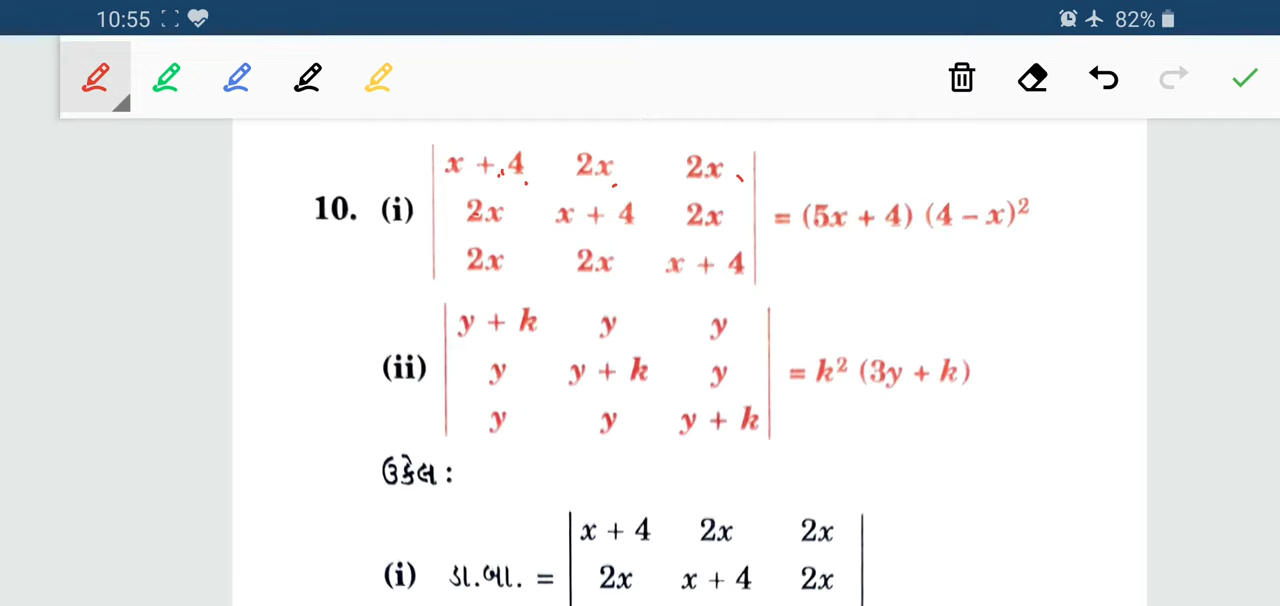 10:55 82%
10. (i) | x + 4 2x 2x |
| 2x x + 4 2x | = (5x + 4) (4 – x)²
| 2x 2x x + 4 |
(ii) | y + k y y |
| y y + k y | = k² (3y + k)
| y y y + k |
ઉકેલ :
| x + 4 2x 2x |
(i) ડા.બા. = | 2x x + 4 2x |